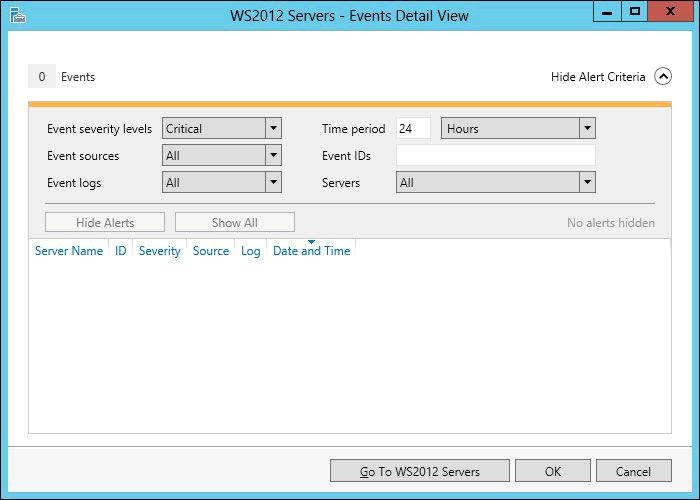 WS2012 Servers - Events Detail View
0 Events Hide Alert Criteria
Event severity levels Critical Time period 24 Hours
Event sources All Event IDs
Event logs All Servers All
Hide Alerts Show All No alerts hidden
Server Name ID Severity Source Log Date and Time
Go To WS2012 Servers OK Cancel